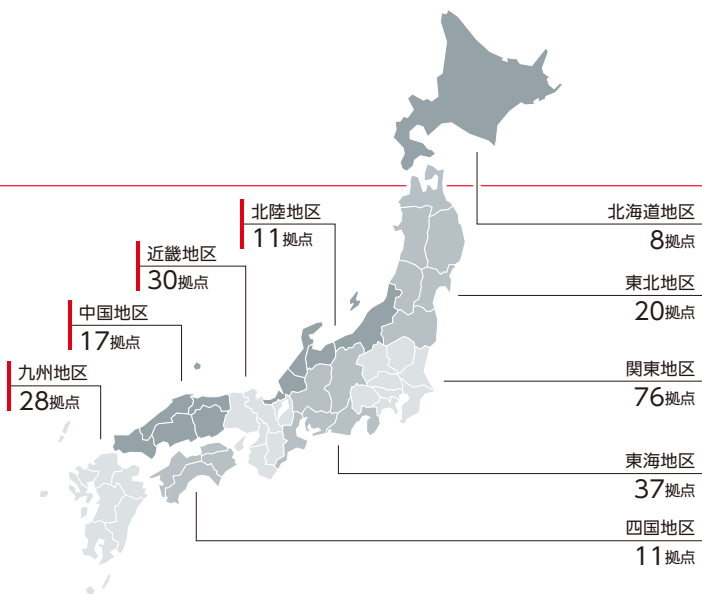 北海道地区
8拠点
東北地区
20拠点
関東地区
76拠点
東海地区
37拠点
四国地区
11拠点
北陸地区
11拠点
近畿地区
30拠点
中国地区
17拠点
九州地区
28拠点